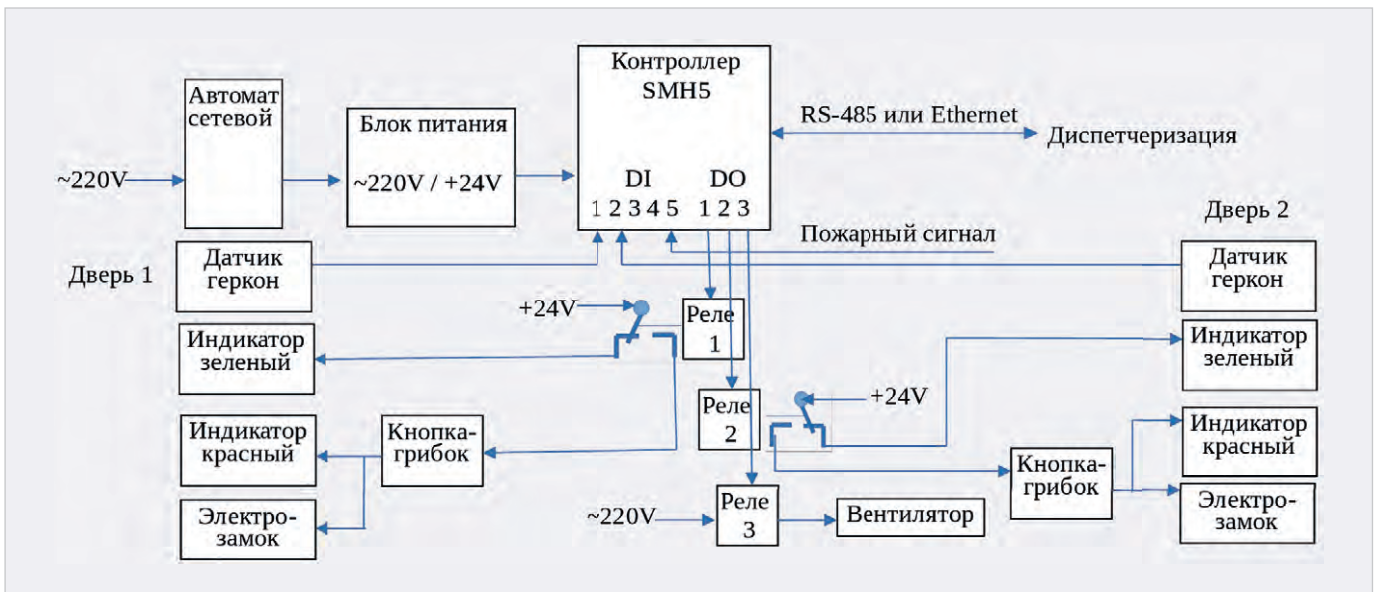 Контроллер
SMH5
Автомат
сетевой
Блок питания
~220V / +24V
~220V
RS-485 или Ethernet
Диспетчеризация
DI DO
1 2 3 4 5 1 2 3
Пожарный сигнал
Дверь 1
Датчик
геркон
Дверь 2
Датчик
геркон
+24V
Реле
1
Индикатор
зеленый
Индикатор
зеленый
Реле
2
+24V
Индикатор
красный
Кнопка-
грибок
Индикатор
красный
Кнопка-
грибок
Электро-
замок
~220V
Реле
3
Вентилятор
Электро-
замок